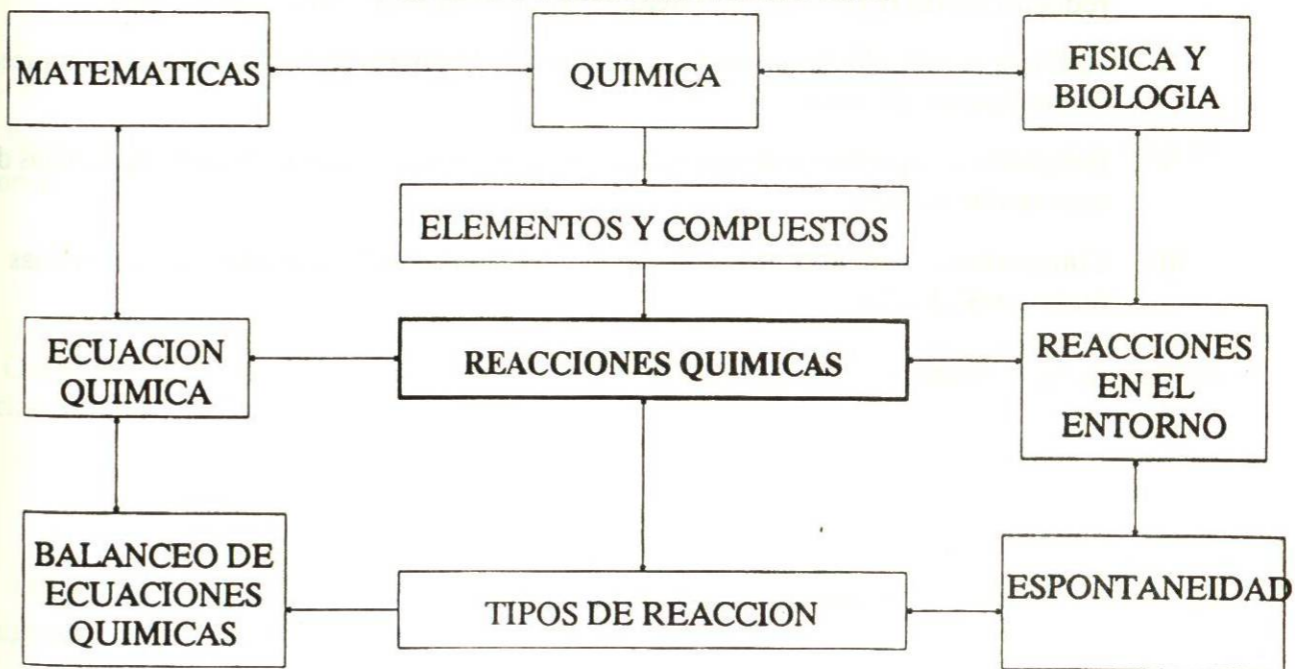 MATEMATICAS
QUIMICA
FISICA Y
BIOLOGIA
ELEMENTOS Y COMPUESTOS
ECUACION
QUIMICA
REACCIONES QUIMICAS
REACCIONES
EN EL
ENTORNO
BALANCEO DE
ECUACIONES
QUIMICAS
TIPOS DE REACCION
ESPONTANEIDAD